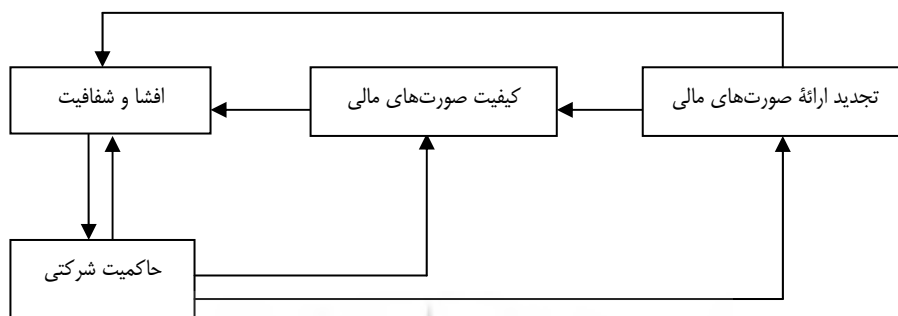 تجدید ارائهٔ صورت‌های مالی
کیفیت صورت‌های مالی
افشا و شفافیت
حاکمیت شرکتی